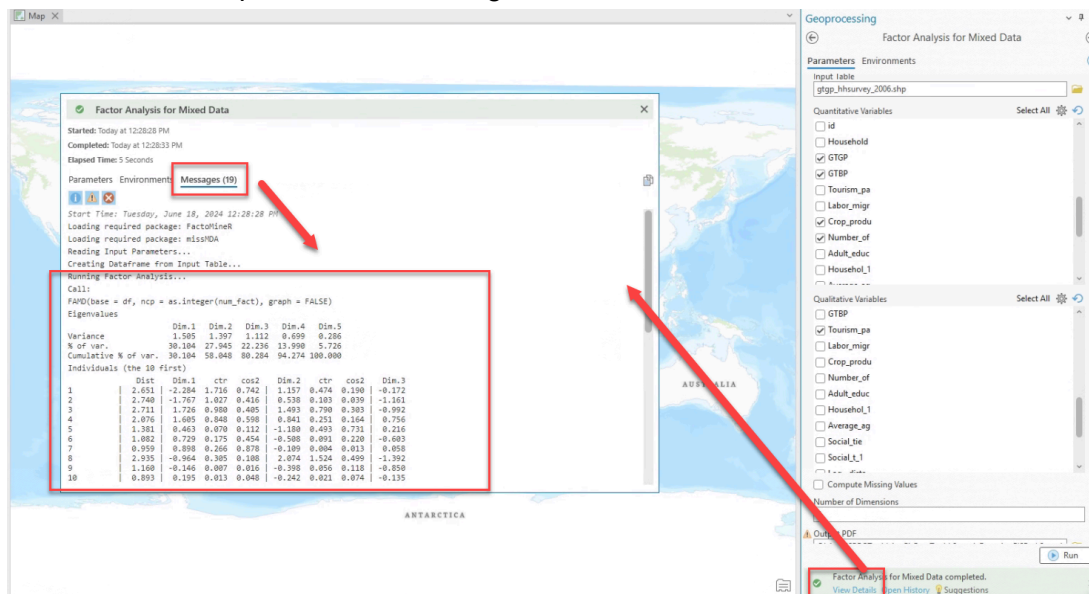 Map
Factor Analysis for Mixed Data
Started: Today at 12:28:28 PM
Completed: Today at 12:28:33 PM
Elapsed Time: 5 Seconds
Parameters Environments Messages (19)
Start Time: Tuesday, June 18, 2024 12:28:28 PM
Loading required package: FactoMineR
Loading required package: missMDA
Reading Input Parameters...
Creating Dataframe from Input Table...
Running Factor Analysis...
Call:
FAMD(base = df, ncp = as.integer(num_fact), graph = FALSE)
Eigenvalues
Dim.1 Dim.2 Dim.3 Dim.4 Dim.5
Variance 1.505 1.397 1.112 0.699 0.286
% of var. 30.104 27.945 22.236 13.990 5.726
Cumulative % of var. 30.104 58.048 80.284 94.274 100.000
Individuals (the 10 first)
Dist Dim.1 ctr cos2 Dim.2 ctr cos2 Dim.3
1 | 2.651 | -2.284 1.716 0.742 | 1.157 0.474 0.190 | -0.172
2 | 2.740 | -1.767 1.027 0.416 | 0.538 0.103 0.039 | -1.161
3 | 2.711 | 1.726 0.980 0.405 | 1.493 0.790 0.303 | -0.992
4 | 2.076 | 1.605 0.848 0.598 | 0.841 0.251 0.164 | 0.756
5 | 1.381 | 0.463 0.070 0.112 | -1.180 0.493 0.731 | 0.216
6 | 1.082 | 0.729 0.175 0.454 | -0.508 0.091 0.220 | -0.603
7 | 0.959 | 0.898 0.266 0.878 | -0.109 0.004 0.013 | 0.058
8 | 2.935 | -0.964 0.305 0.108 | 2.074 1.524 0.499 | -1.392
9 | 1.160 | -0.146 0.007 0.016 | -0.398 0.056 0.118 | -0.850
10 | 0.893 | 0.195 0.013 0.048 | -0.242 0.021 0.074 | -0.135
AUSTRALIA
ANTARCTICA
Geoprocessing
Factor Analysis for Mixed Data
Parameters Environments
Input Table
gtgp_hhsurvey_2006.shp
Quantitative Variables Select All
id
Household
GTGP
GTBP
Tourism_pa
Labor_migr
Crop_produ
Number_of
Adult_educ
Househol_1
Qualitative Variables Select All
GTBP
Tourism_pa
Labor_migr
Crop_produ
Number_of
Adult_educ
Househol_1
Average_ag
Social_tie
Social_t_1
Compute Missing Values
Number of Dimensions
Output PDF
Run
Factor Analysis for Mixed Data completed.
View Details Open History Suggestions